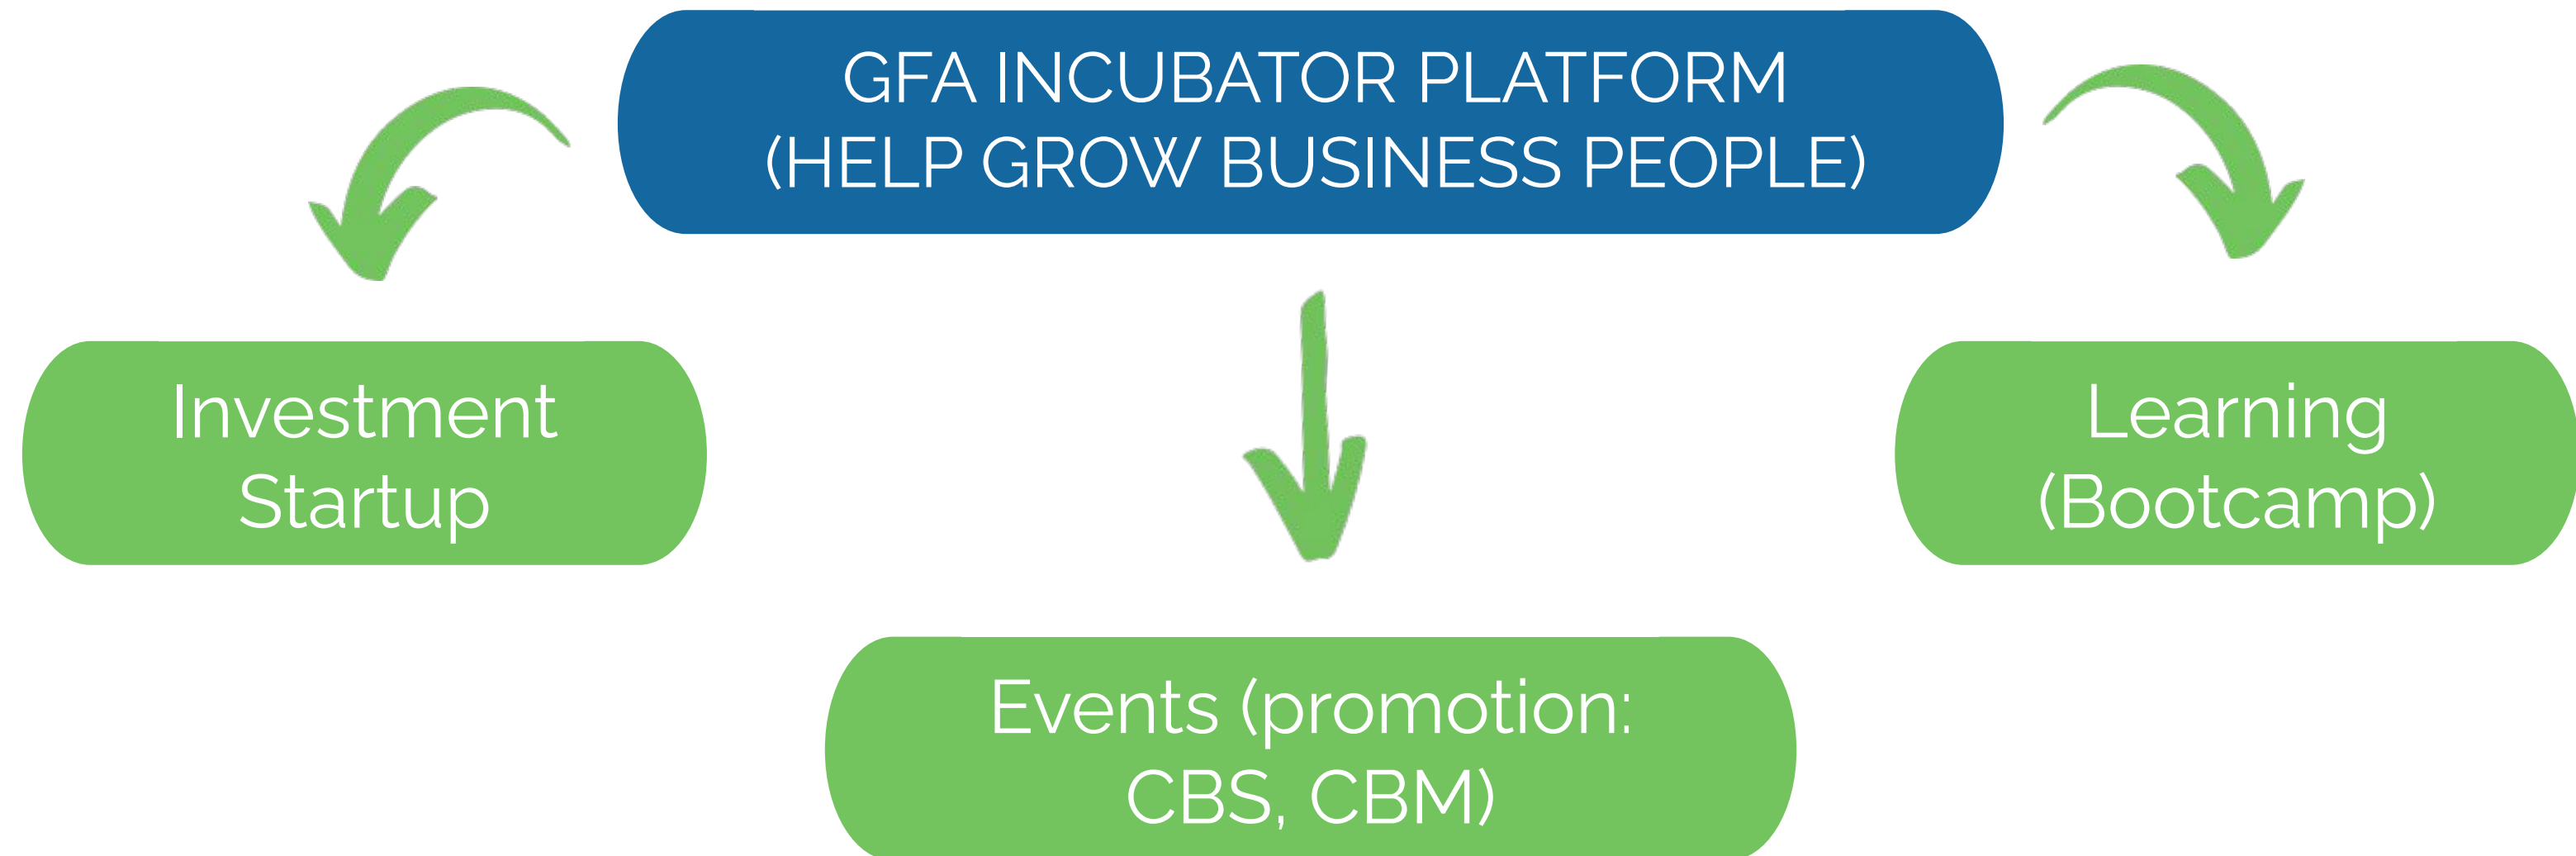 GFA INCUBATOR PLATFORM
(HELP GROW BUSINESS PEOPLE)
Investment
Startup
Learning
(Bootcamp)
Events (promotion:
CBS, CBM)